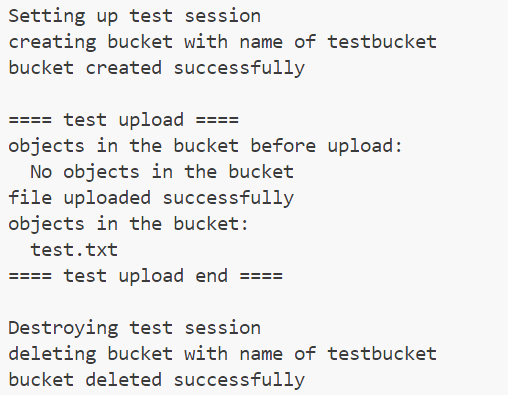 Setting up test session
creating bucket with name of testbucket
bucket created successfully

==== test upload ====
objects in the bucket before upload:
  No objects in the bucket
file uploaded successfully
objects in the bucket:
  test.txt
==== test upload end ====

Destroying test session
deleting bucket with name of testbucket
bucket deleted successfully